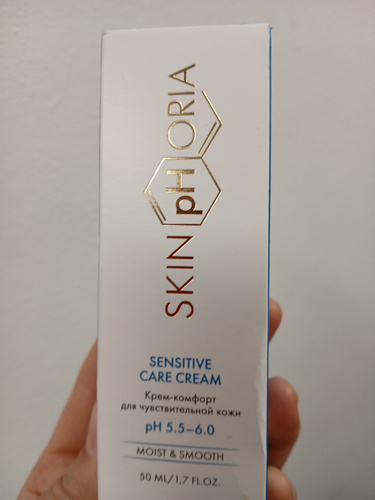 SKINpHORIA
SENSITIVE
CARE CREAM
Крем-комфорт
для чувствительной кожи
pH 5.5–6.0
MOIST & SMOOTH
50 ML/1,7 FL.OZ.